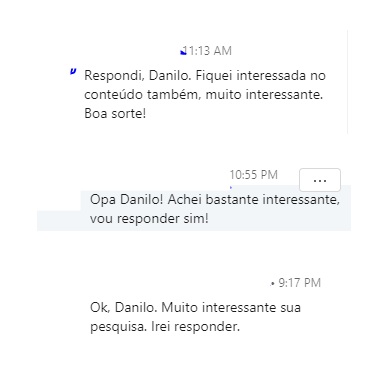 11:13 AM
Respondi, Danilo. Fiquei interessada no
conteúdo também, muito interessante.
Boa sorte!
10:55 PM
...
Opa Danilo! Achei bastante interessante,
vou responder sim!
• 9:17 PM
Ok, Danilo. Muito interessante sua
pesquisa. Irei responder.